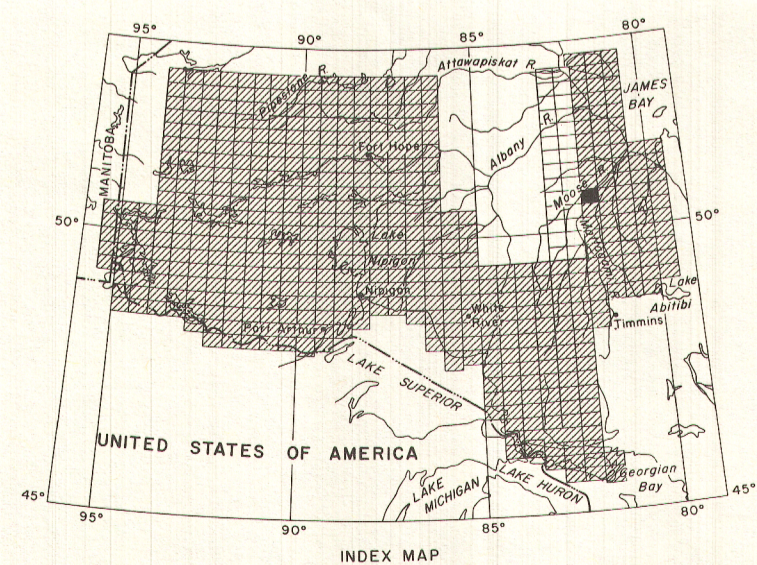 95°
90°
85°
80°
Attawapiskat R.
JAMES
BAY
Pipestone R.
R.
MANITOBA
Fort Hope
Albany
Moose R.
50°
50°
Lake
Nipigon
Mattagami R.
Nipigon
Lake
Abitibi
White
River
Timmins
Port Arthur
LAKE SUPERIOR
UNITED STATES OF AMERICA
Georgian
Bay
LAKE HURON
LAKE
MICHIGAN
45°
45°
95°
90°
85°
80°
INDEX MAP